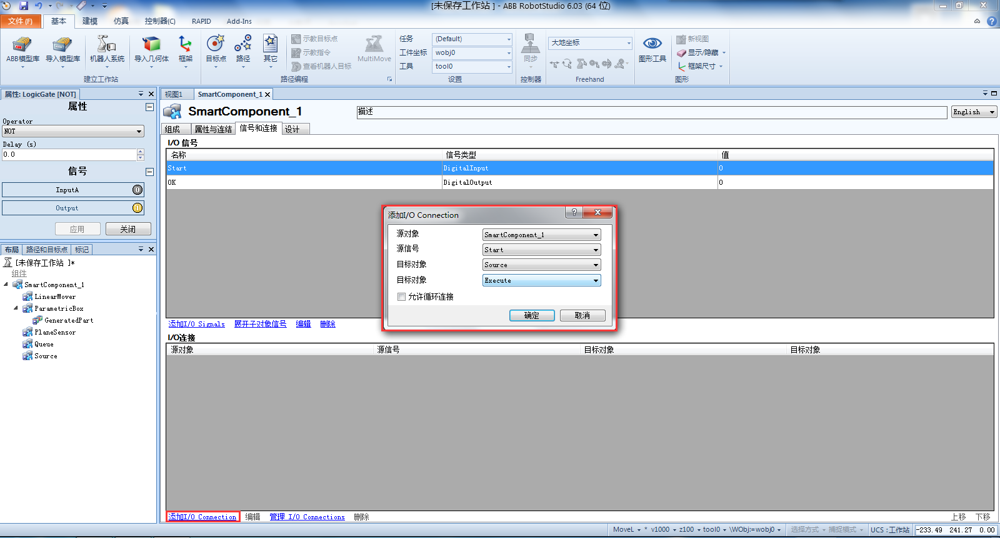 [未保存工作站 ] - ABB RobotStudio 6.03 (64 位)
文件(F) 基本 建模 仿真 控制器(C) RAPID Add-Ins
ABB模型库 导入模型库 机器人系统 导入几何体 框架
建立工作站
目标点 路径 其它
示教目标点
示教指令
查看机器人目标
MultiMove
路径编程
任务 (Default)
工件坐标 wobj0
工具 tool0
设置
同步
控制器
大地坐标
Freehand
图形工具
新视图
显示/隐藏
框架尺寸
图形
属性: LogicGate [NOT]
属性
Operator
NOT
Delay (s)
0.0
信号
InputA 0
Output 1
应用 关闭
布局 路径和目标点 标记
[未保存工作站 ]*
组件
SmartComponent_1
LinearMover
ParametricBox
GeneratedPart
PlaneSensor
Queue
Source
视图1 SmartComponent_1
SmartComponent_1 描述 English
组成 属性与连结 信号和连接 设计
I/O 信号
名称 信号类型 值
Start DigitalInput 0
OK DigitalOutput 0
添加I/O Connection
源对象 SmartComponent_1
源信号 Start
目标对象 Source
目标对象 Execute
允许循环连接
确定 取消
添加I/O Signals 展开子对象信号 编辑 删除
I/O连接
源对象 源信号 目标对象 目标对象
添加I/O Connection 编辑 管理 I/O Connections 删除 上移 下移
MoveL * v1000 z100 tool0 \WObj:=wobj0 选择方式 捕捉模式 UCS : 工作站 -233.49 241.27 0.00